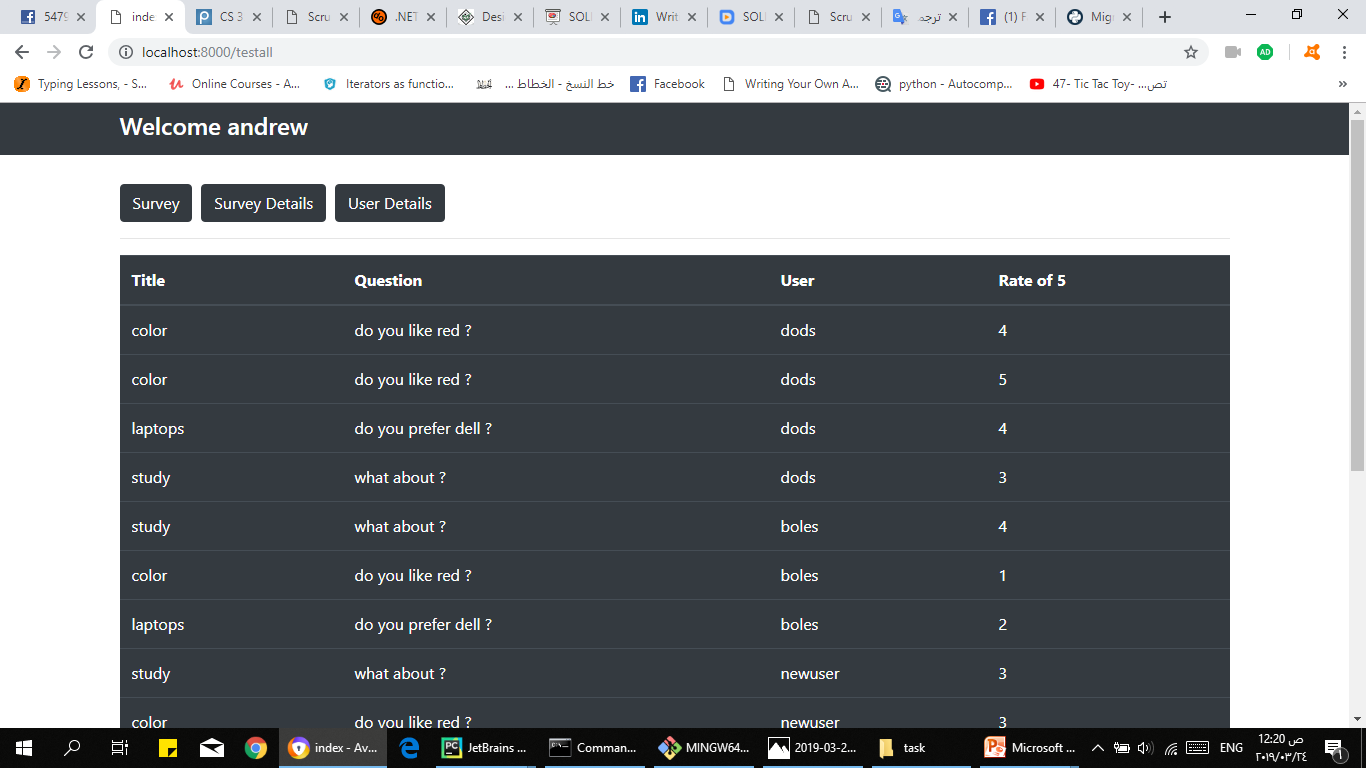 5479
inde
CS 3
Scru
.NET
Desi
SOLI
Writ
SOLI
Scru
ترجمة
(1) F
Migr
localhost:8000/testall
Typing Lessons, - S...
Online Courses - A...
Iterators as functio...
خط النسخ - الخطاط ...
Facebook
Writing Your Own A...
python - Autocomp...
47- Tic Tac Toy- ...تص
»
Welcome andrew
Survey Survey Details User Details
Title Question User Rate of 5
color do you like red ? dods 4
color do you like red ? dods 5
laptops do you prefer dell ? dods 4
study what about ? dods 3
study what about ? boles 4
color do you like red ? boles 1
laptops do you prefer dell ? boles 2
study what about ? newuser 3
color do you like red ? newuser 3
index - Av...
JetBrains ...
Comman...
MINGW64...
2019-03-2...
task
Microsoft ...
ENG
12:20 ص
٢٠١٩/٠٣/٢٤